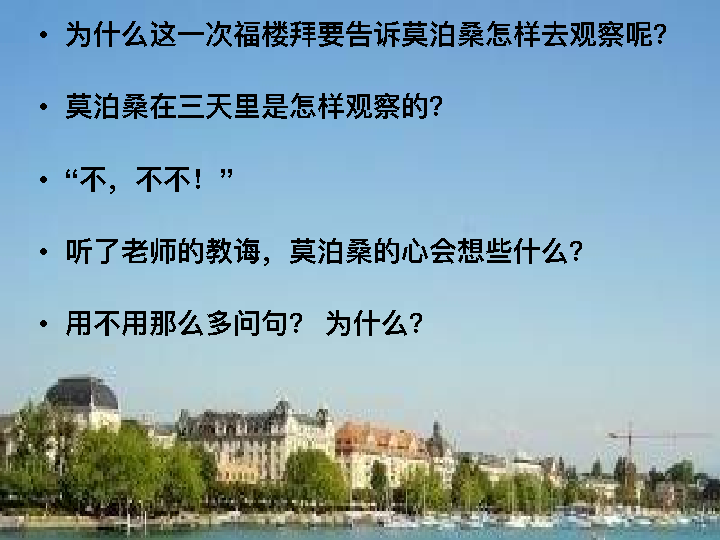 • 为什么这一次福楼拜要告诉莫泊桑怎样去观察呢？
• 莫泊桑在三天里是怎样观察的？
• “不，不不！”
• 听了老师的教诲，莫泊桑的心会想些什么？
• 用不用那么多问句？ 为什么？